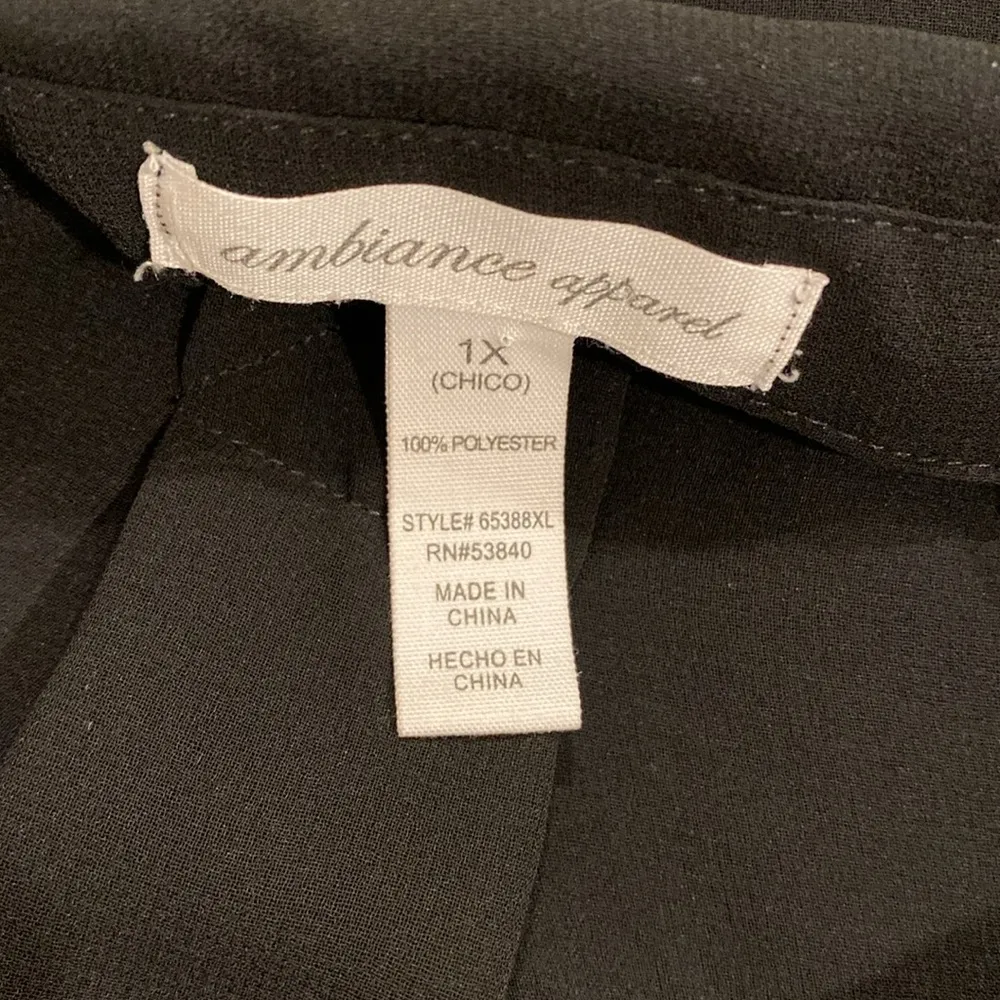 ambiance apparel
1X
(CHICO)
100% POLYESTER
STYLE# 65388XL
RN#53840
MADE IN
CHINA
HECHO EN
CHINA